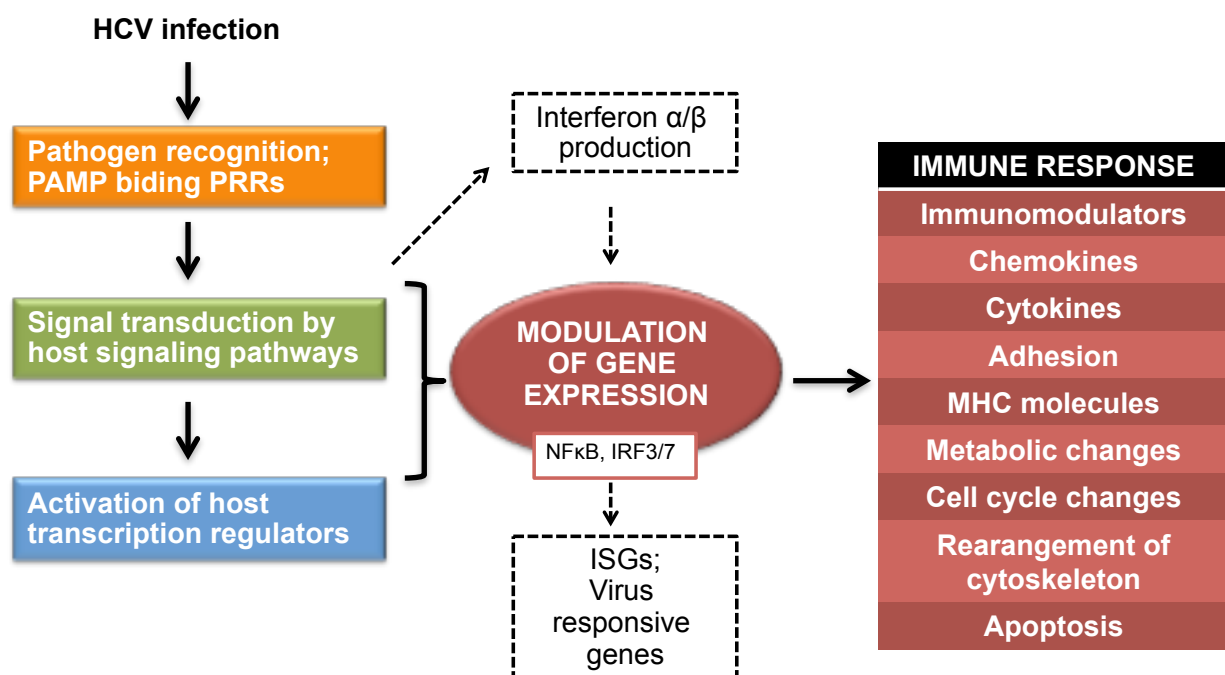 HCV infection
Pathogen recognition;
PAMP biding PRRs
Signal transduction by
host signaling pathways
Activation of host
transcription regulators
Interferon α/β
production
MODULATION
OF GENE
EXPRESSION
NFκB, IRF3/7
ISGs;
Virus
responsive
genes
IMMUNE RESPONSE
Immunomodulators
Chemokines
Cytokines
Adhesion
MHC molecules
Metabolic changes
Cell cycle changes
Rearangement of
cytoskeleton
Apoptosis